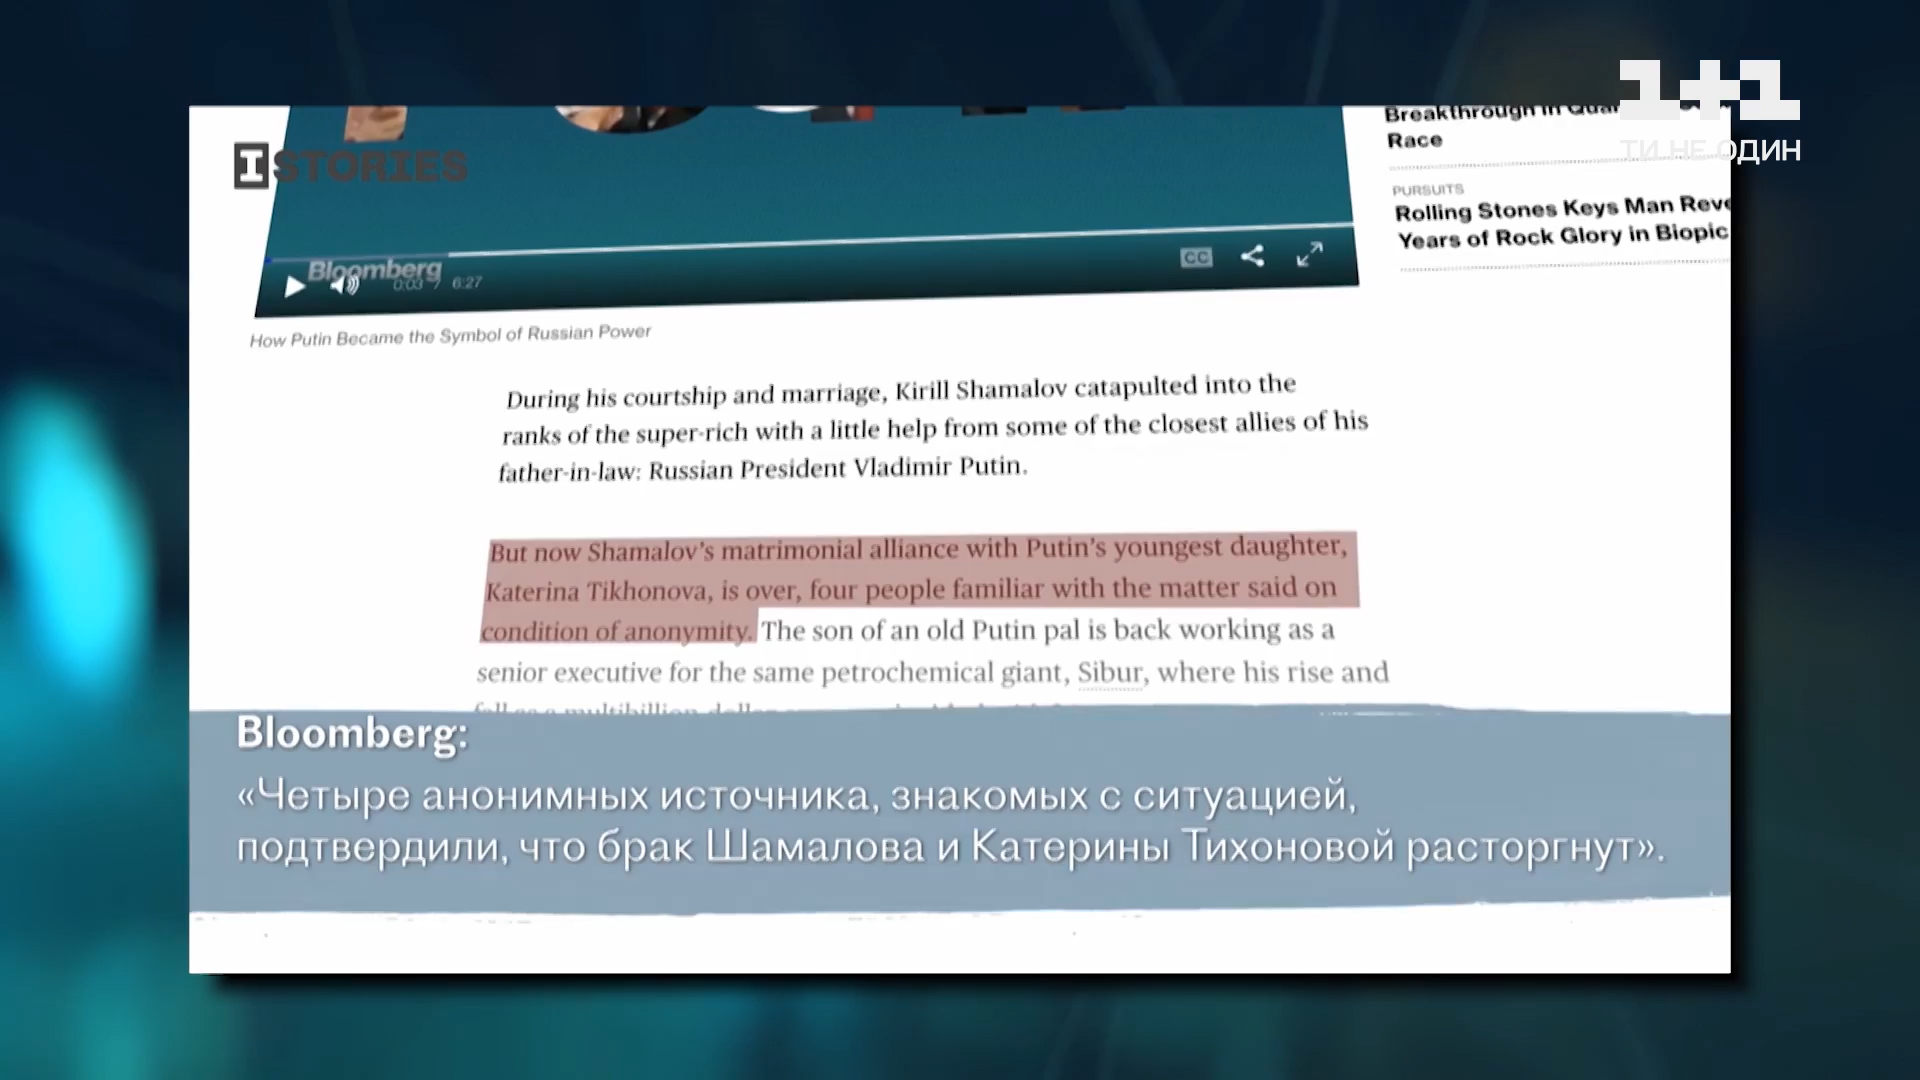 1+1
ТИ НЕ ОДИН
ISTORIES
Breakthrough in
Race
PURSUITS
Rolling Stones Keys Man
Years of Rock Glory in Biopic
Bloomberg
0:03 / 6:27
CC
How Putin Became the Symbol of Russian Power
During his courtship and marriage, Kirill Shamalov catapulted into the
ranks of the super-rich with a little help from some of the closest allies of his
father-in-law: Russian President Vladimir Putin.
But now Shamalov's matrimonial alliance with Putin's youngest daughter,
Katerina Tikhonova, is over, four people familiar with the matter said on
condition of anonymity. The son of an old Putin pal is back working as a
senior executive for the same petrochemical giant, Sibur, where his rise and
Bloomberg:
«Четыре анонимных источника, знакомых с ситуацией,
подтвердили, что брак Шамалова и Катерины Тихоновой расторгнут».